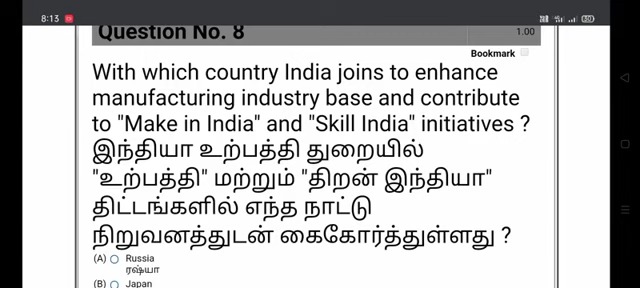 8:13
Question No. 8
1.00
Bookmark
With which country India joins to enhance
manufacturing industry base and contribute
to "Make in India" and "Skill India" initiatives ?
இந்தியா உற்பத்தி துறையில்
"உற்பத்தி" மற்றும் "திறன் இந்தியா"
திட்டங்களில் எந்த நாட்டு
நிறுவனத்துடன் கைகோர்த்துள்ளது ?
(A) Russia
ரஷ்யா
(B) Japan